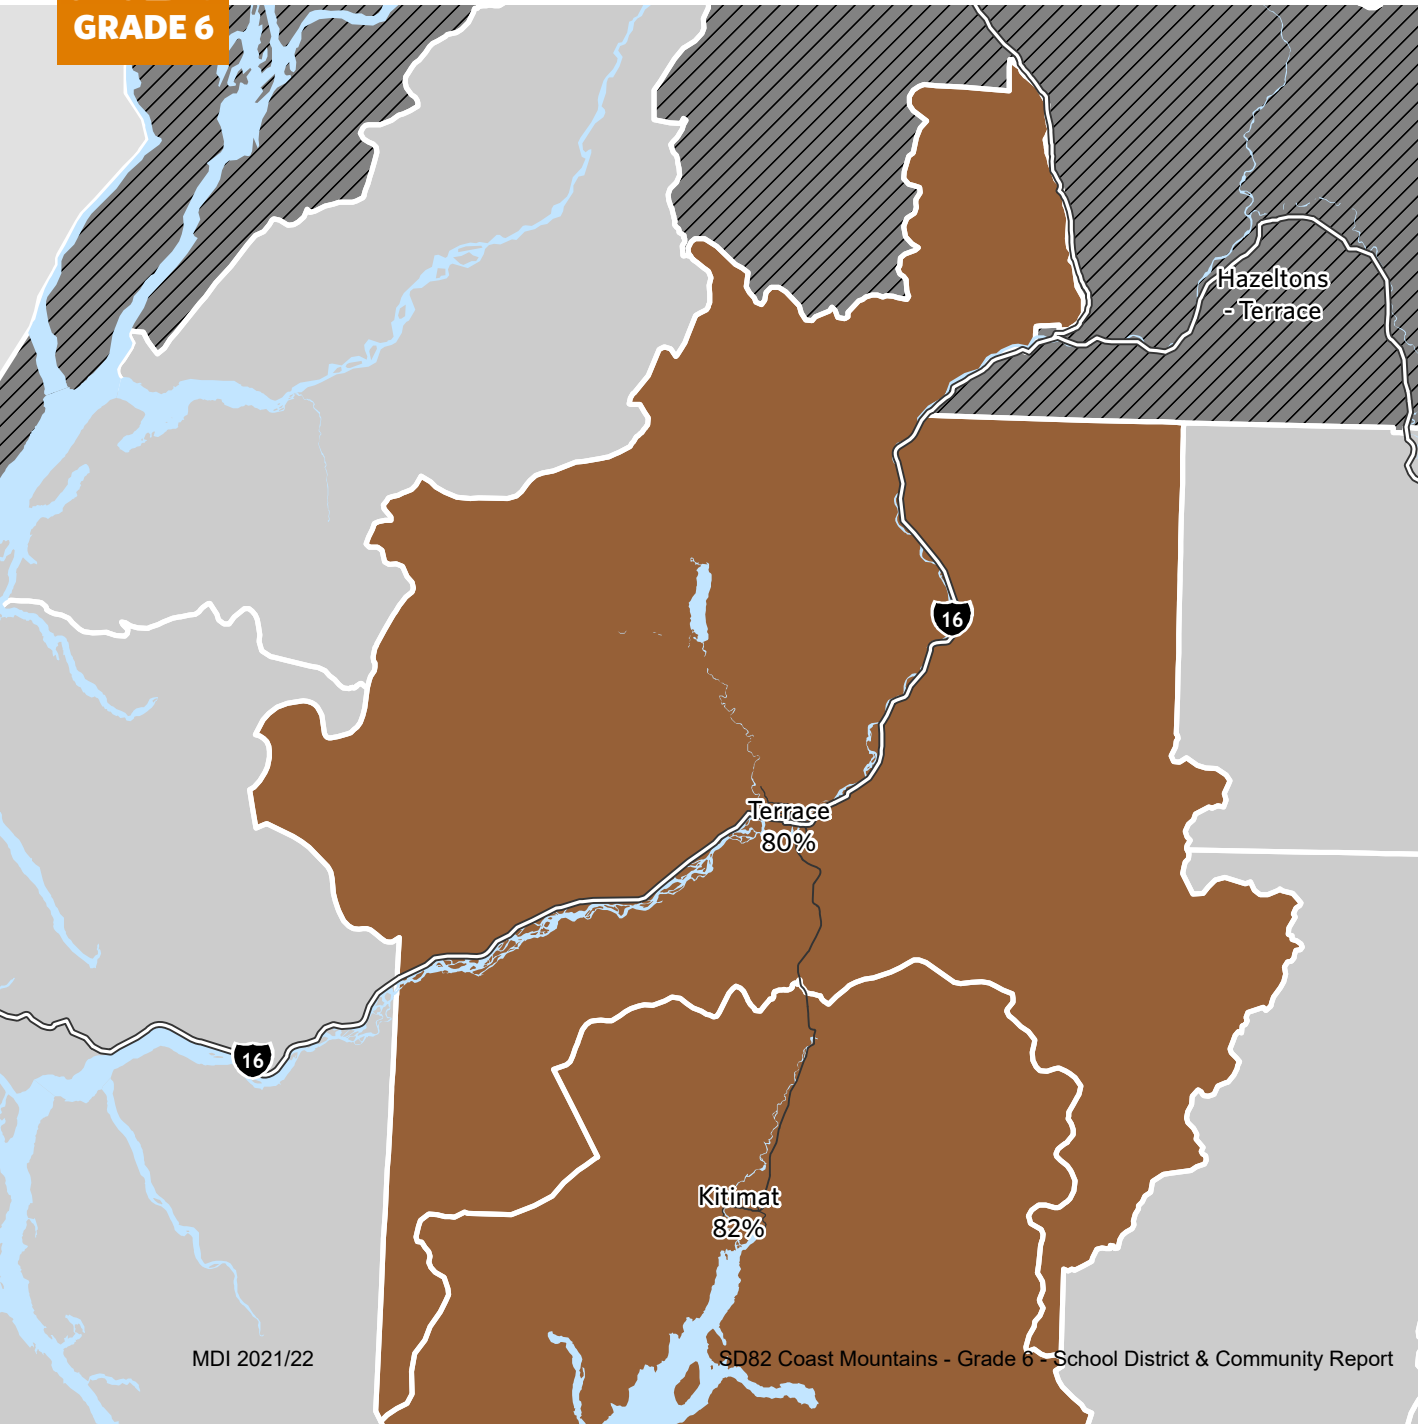 GRADE 6
Hazeltons
- Terrace
16
Terrace
80%
16
Kitimat
82%
MDI 2021/22
SD82 Coast Mountains - Grade 6 - School District & Community Report